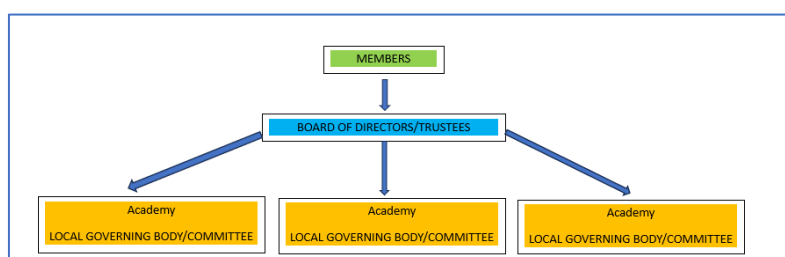 MEMBERS
BOARD OF DIRECTORS/TRUSTEES
Academy
LOCAL GOVERNING BODY/COMMITTEE
Academy
LOCAL GOVERNING BODY/COMMITTEE
Academy
LOCAL GOVERNING BODY/COMMITTEE